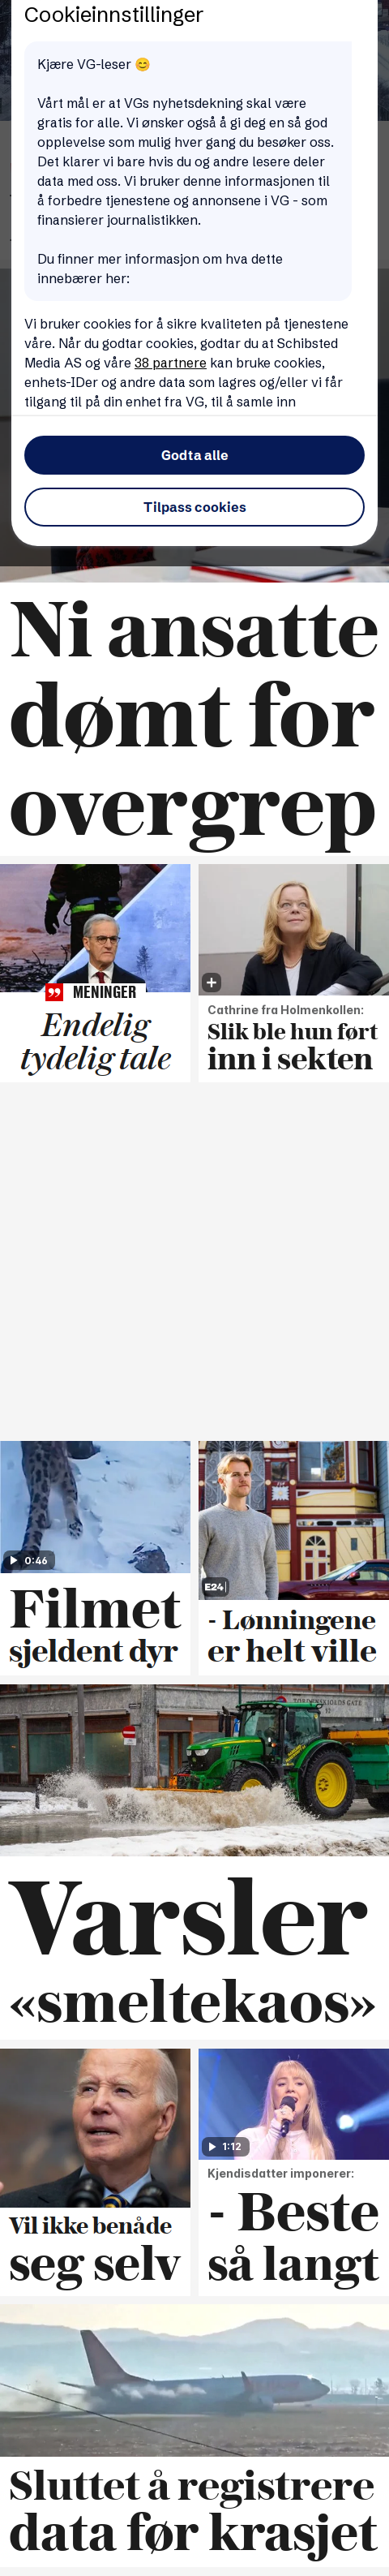 Cookieinnstillinger
Kjære VG-leser 😊
Vårt mål er at VGs nyhetsdekning skal være
gratis for alle. Vi ønsker også å gi deg en så god
opplevelse som mulig hver gang du besøker oss.
Det klarer vi bare hvis du og andre lesere deler
data med oss. Vi bruker denne informasjonen til
å forbedre tjenestene og annonsene i VG - som
finansierer journalistikken.
Du finner mer informasjon om hva dette
innebærer her:
Vi bruker cookies for å sikre kvaliteten på tjenestene
våre. Når du godtar cookies, godtar du at Schibsted
Media AS og våre 38 partnere kan bruke cookies,
enhets-IDer og andre data som lagres og/eller vi får
tilgang til på din enhet fra VG, til å samle inn
Godta alle
Tilpass cookies
Ni ansatte
dømt for
overgrep
MENINGER
Endelig
tydelig tale
Cathrine fra Holmenkollen:
Slik ble hun ført
inn i sekten
0:46
Filmet
sjeldent dyr
E24
- Lønningene
er helt ville
TORDENSKJOLDS GATE
Varsler
«smeltekaos»
Vil ikke benåde
seg selv
1:12
Kjendisdatter imponerer:
- Beste
så langt
Sluttet å registrere
data før krasjet